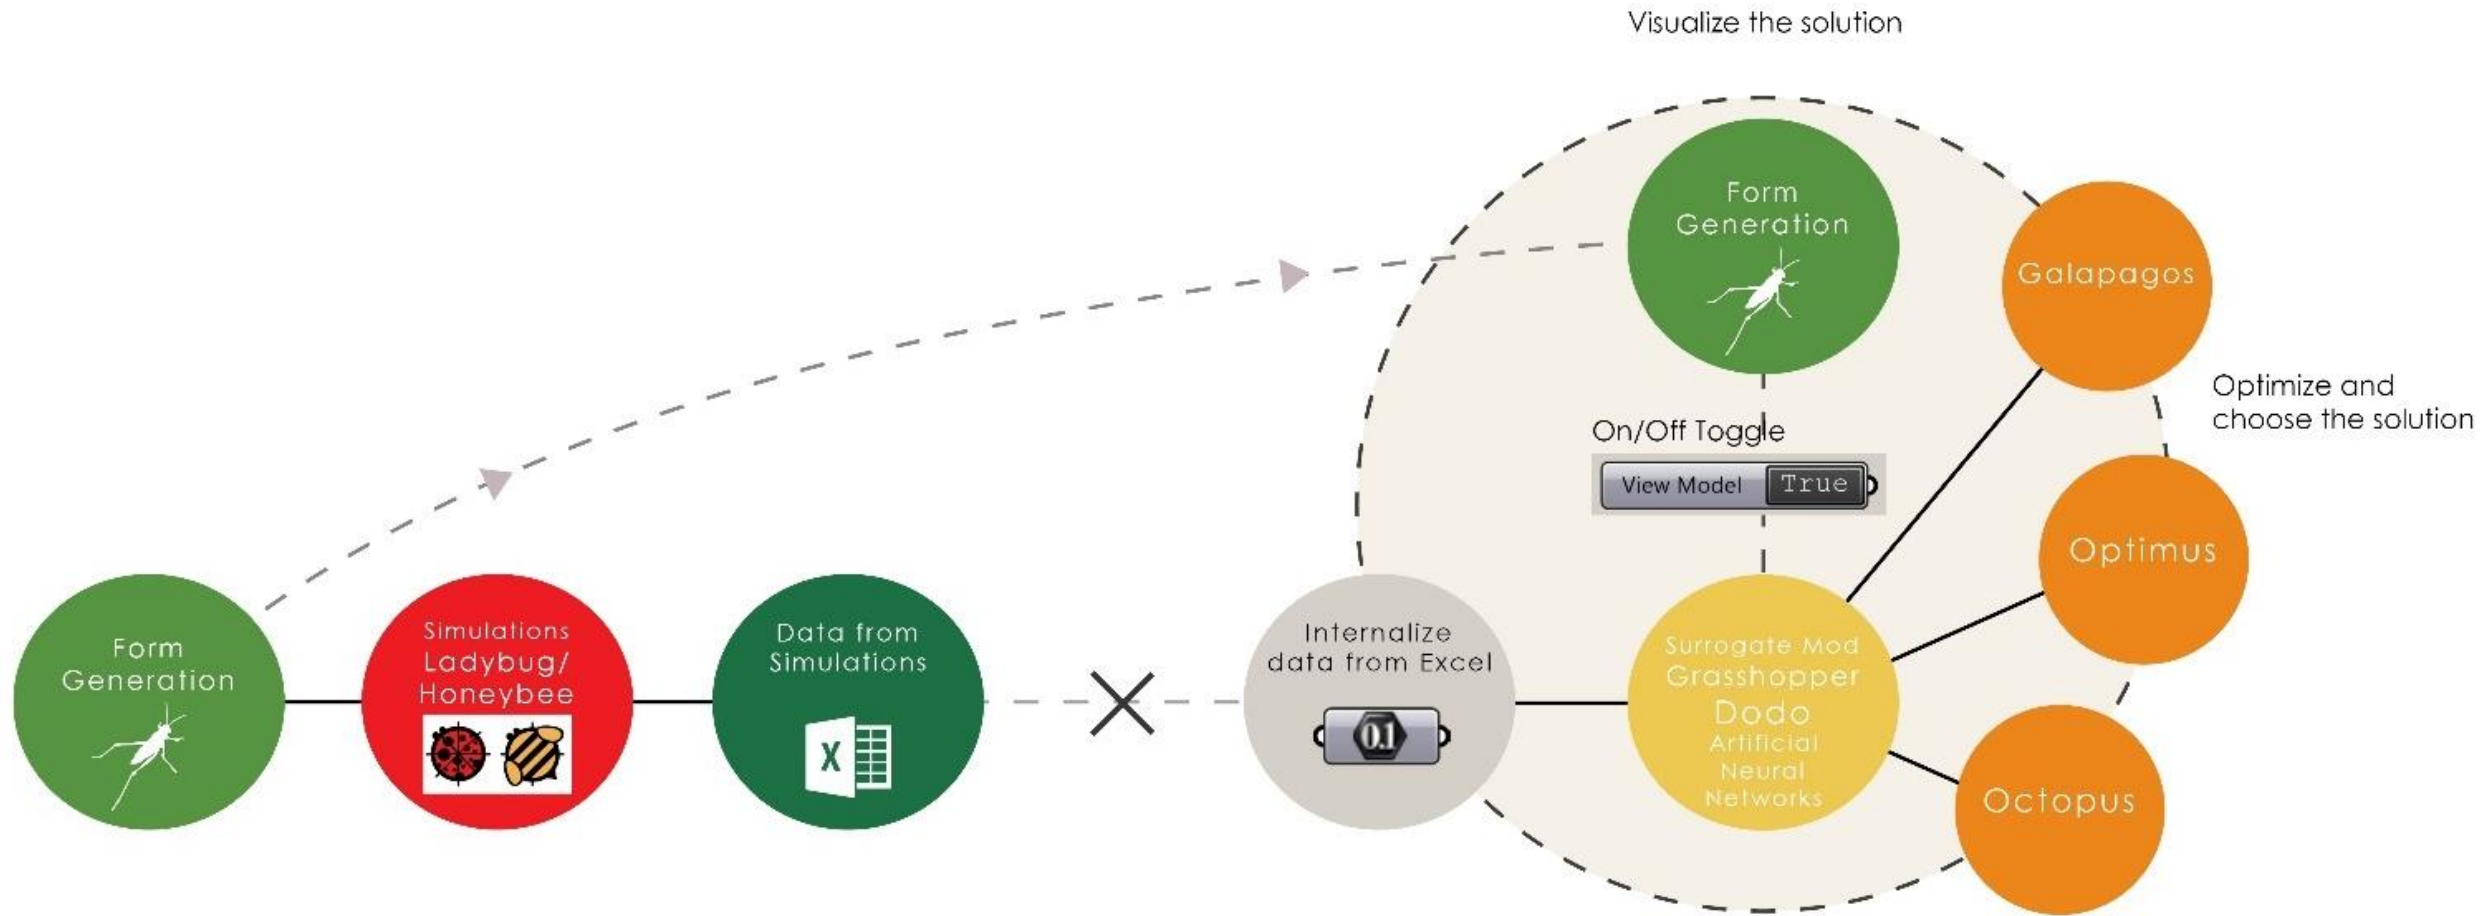 Visualize the solution
Form
Generation
Galapagos
Optimize and
choose the solution
On/Off Toggle
View Model True
Optimus
Form
Generation
Simulations
Ladybug/
Honeybee
Data from
Simulations
X
Internalize
data from Excel
0.1
Surrogate Mod
Grasshopper
Dodo
Artificial
Neural
Networks
Octopus